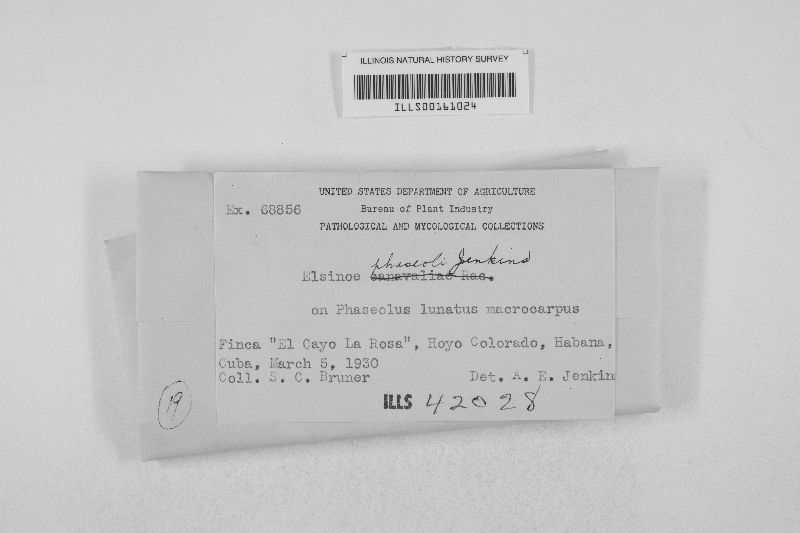 ILLINOIS NATURAL HISTORY SURVEY
ILLS00161024
UNITED STATES DEPARTMENT OF AGRICULTURE
Ex. 68856 Bureau of Plant Industry
PATHOLOGICAL AND MYCOLOGICAL COLLECTIONS
phaseoli Jenkins
Elsinoe canavaliae Rac.
on Phaseolus lunatus macrocarpus
Finca "El Cayo La Rosa", Hoyo Colorado, Habana,
Cuba, March 5, 1930
Coll. S. C. Bruner Det. A. E. Jenkin
ILLS 42028
19